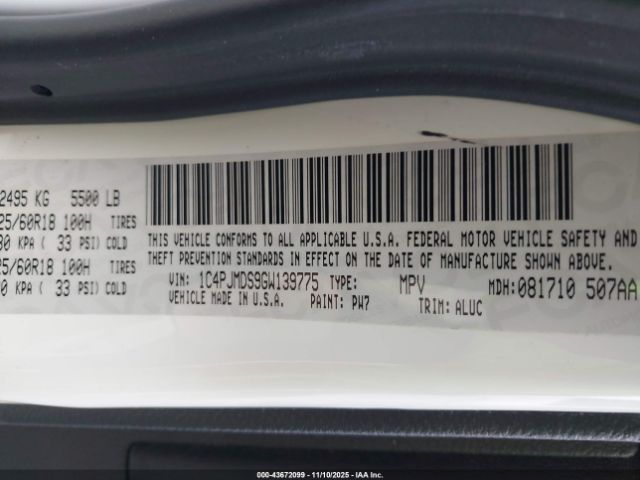 2495 KG 5500 LB
25/60R18 100H TIRES
30 KPA ( 33 PSI) COLD
25/60R18 100H TIRES
0 KPA ( 33 PSI) COLD
THIS VEHICLE CONFORMS TO ALL APPLICABLE U.S.A. FEDERAL MOTOR VEHICLE SAFETY AND
THEFT PREVENTION STANDARDS IN EFFECT ON THE DATE OF MANUFACTURE SHOWN ABOVE.
VIN: 1C4PJMDS9GW139775 TYPE: MPV MDH:081710 507AA
VEHICLE MADE IN U.S.A. PAINT: PW7 TRIM: ALUC
000-43672099 — 11/10/2025 — IAA Inc.